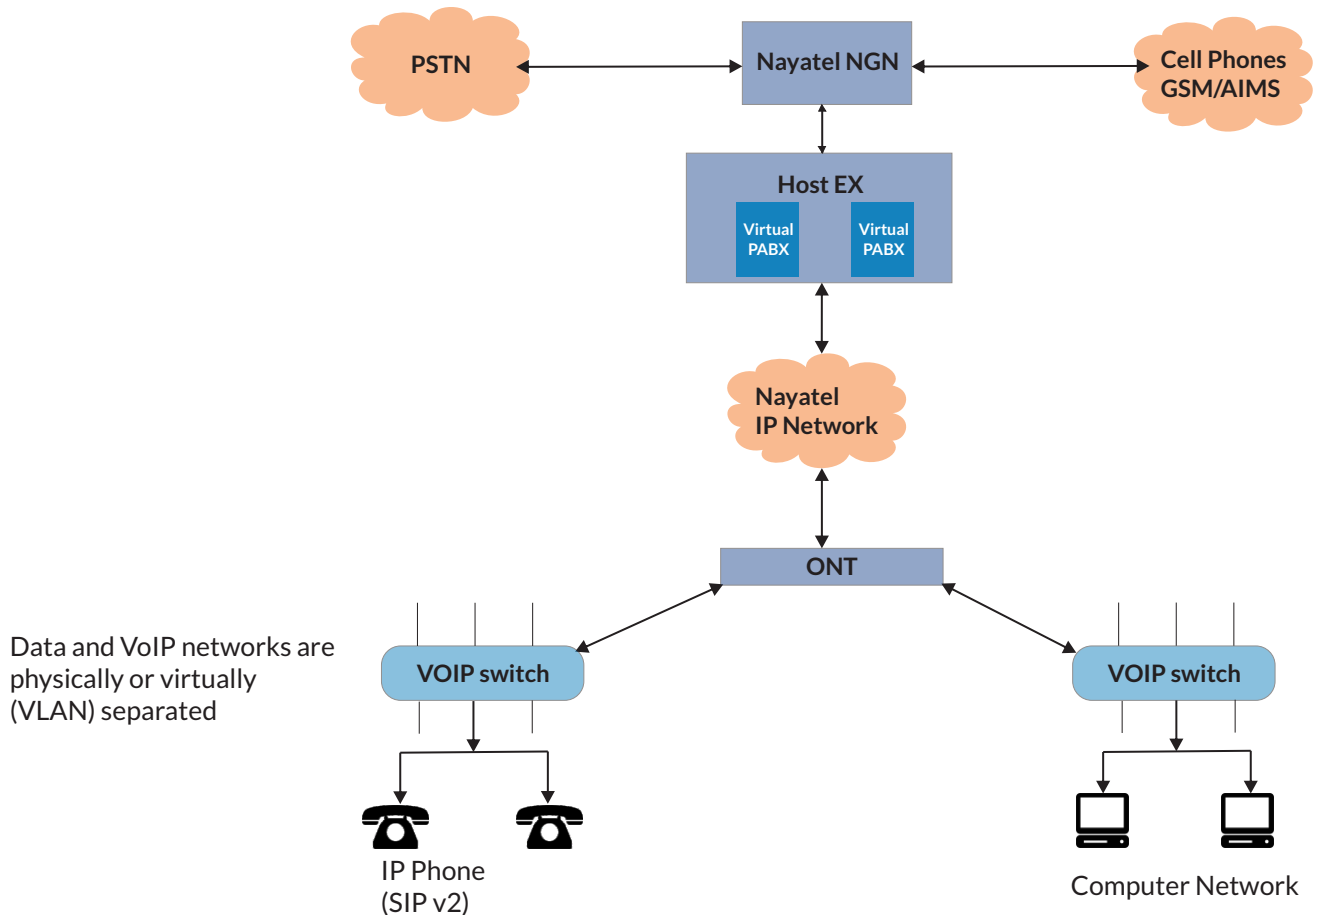 PSTN
Nayatel NGN
Cell Phones
GSM/AIMS
Host EX
Virtual
PABX
Virtual
PABX
Nayatel
IP Network
ONT
Data and VoIP networks are
physically or virtually
(VLAN) separated
VOIP switch
VOIP switch
IP Phone
(SIP v2)
Computer Network